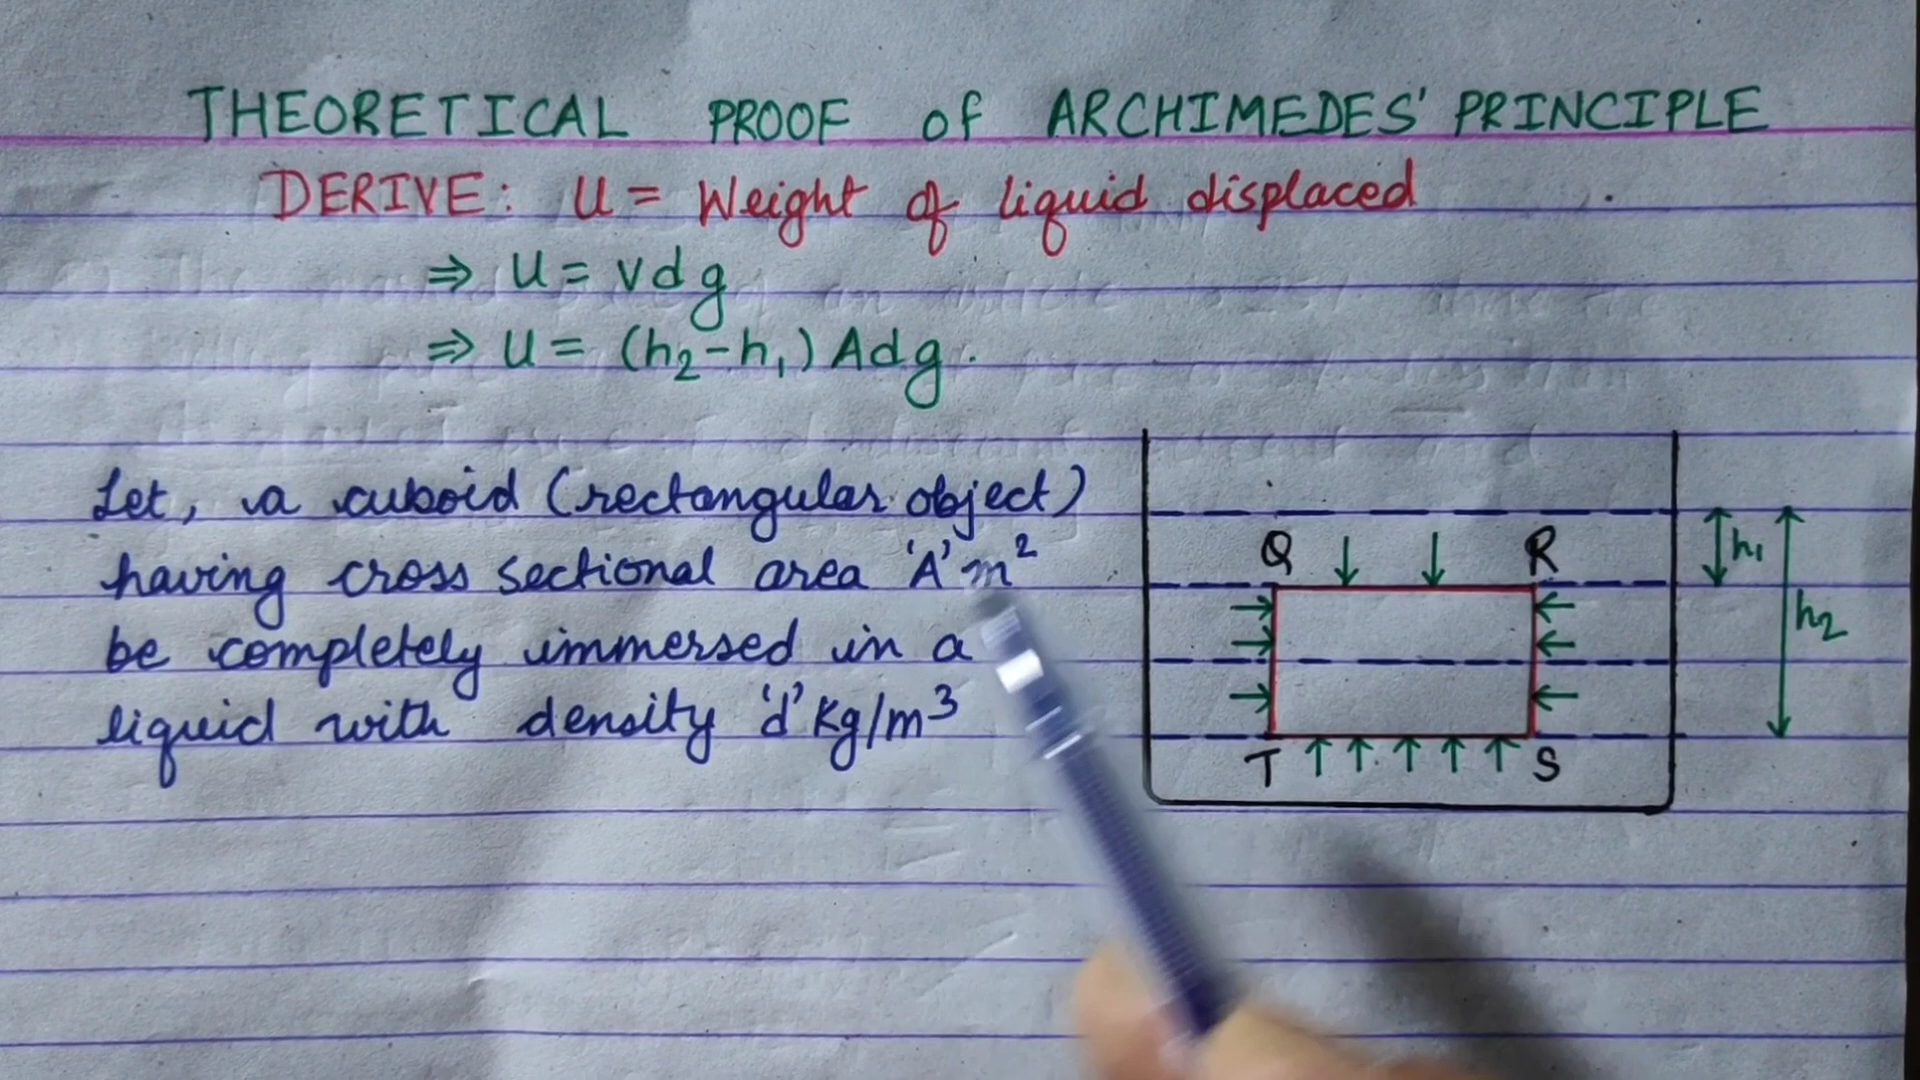 THEORETICAL PROOF of ARCHIMEDES' PRINCIPLE
DERIVE: U = Weight of liquid displaced
⇒ U = vdg
⇒ U = (h₂-h₁) Adg.
Let, a cuboid (rectangular object)
having cross sectional area 'A' m²
be completely immersed in a
liquid with density 'd' Kg/m³
Q R
h₁
h₂
T S